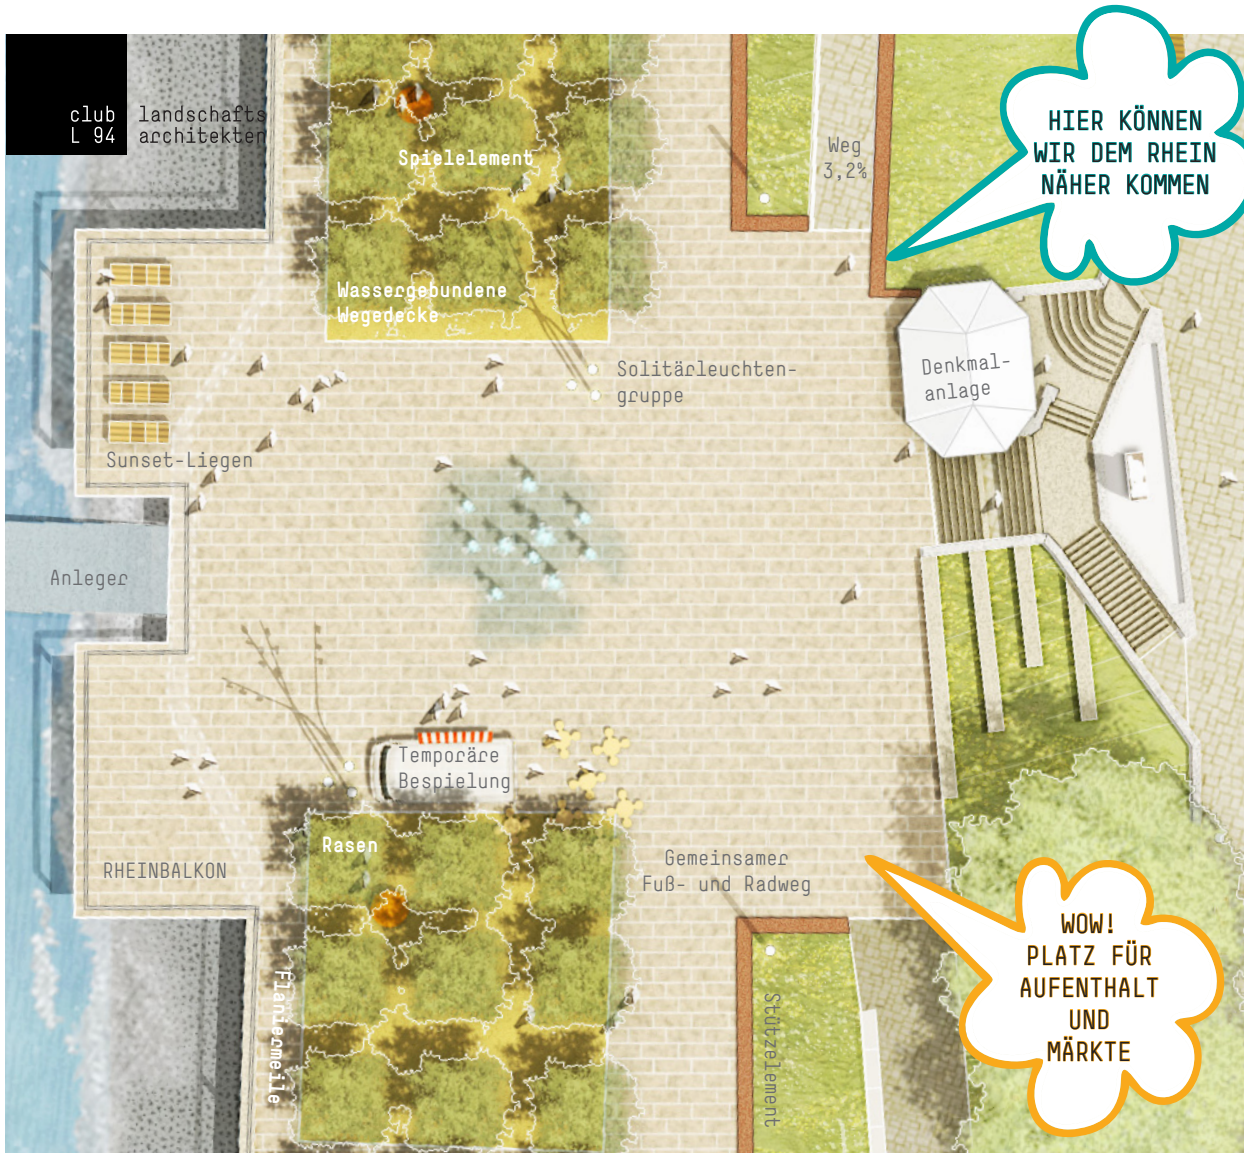 club
L 94
landschafts
architekten
HIER KÖNNEN
WIR DEM RHEIN
NÄHER KOMMEN
Spielelement
Weg
3,2%
Wassergebundene
Wegedecke
Solitärleuchten-
gruppe
Denkmal-
anlage
Sunset-Liegen
Anleger
Temporäre
Bespielung
Rasen
RHEINBALKON
Gemeinsamer
Fuß- und Radweg
WOW!
PLATZ FÜR
AUFENTHALT
UND
MÄRKTE
Flaniermeile
Stützelement